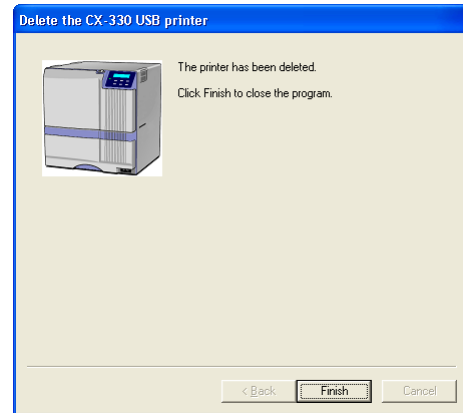 Delete the CX-330 USB printer
The printer has been deleted.
Click Finish to close the program.
< Back
Finish
Cancel